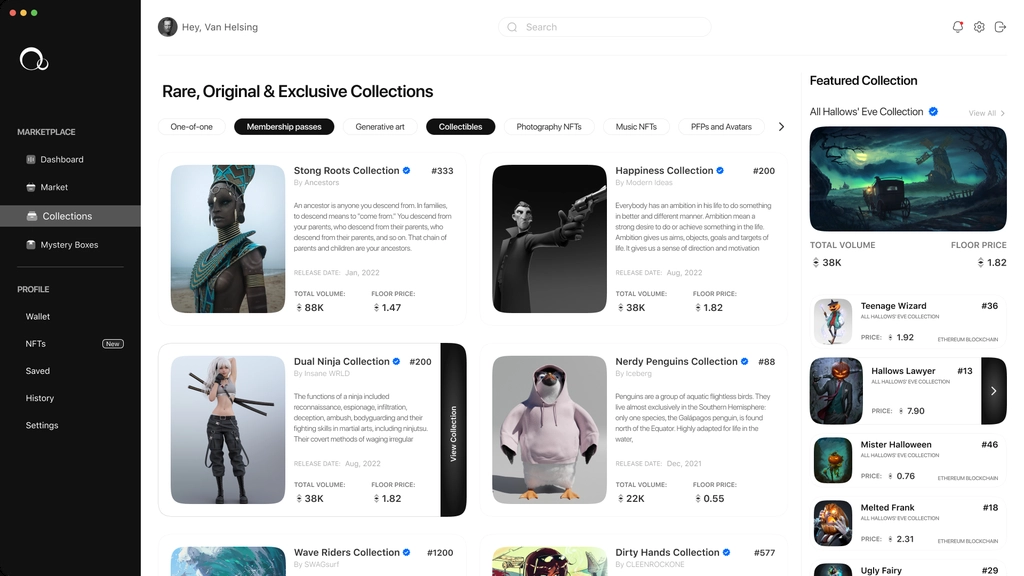 Hey, Van Helsing
Search
MARKETPLACE
Dashboard
Market
Collections
Mystery Boxes
PROFILE
Wallet
NFTs
New
Saved
History
Settings
Rare, Original & Exclusive Collections
One-of-one
Membership passes
Generative art
Collectibles
Photography NFTs
Music NFTs
PFPs and Avatars
Stong Roots Collection
#333
By Ancestors
An ancestor is anyone you descend from. In families,
to descend means to "come from." You descend from
your parents, who descend from their parents, who
descend from their parents, and so on. That chain of
parents and children are your ancestors.
RELEASE DATE: Jan, 2022
TOTAL VOLUME:
FLOOR PRICE:
88K
1.47
Happiness Collection
#200
By Modern Ideas
Everybody has an ambition in his life to do something
in better and different manner. Ambition mean a
strong desire to do or achieve something in the life.
Ambition gives us aims, objects, goals and targets of
life. It gives us a sense of direction and motivation
RELEASE DATE: Aug, 2022
TOTAL VOLUME:
FLOOR PRICE:
38K
1.82
Dual Ninja Collection
#200
By Insane WRLD
The functions of a ninja included
reconnaissance, espionage, infiltration,
deception, ambush, bodyguarding and their
fighting skills in martial arts, including ninjutsu.
Their covert methods of waging irregular
RELEASE DATE: Aug, 2022
TOTAL VOLUME:
FLOOR PRICE:
38K
1.82
View Collection
Nerdy Penguins Collection
#88
By Iceberg
Penguins are a group of aquatic flightless birds. They
live almost exclusively in the Southern Hemisphere:
only one species, the Galápagos penguin, is found
north of the Equator. Highly adapted for life in the
water,
RELEASE DATE: Dec, 2021
TOTAL VOLUME:
FLOOR PRICE:
22K
0.55
Wave Riders Collection
#1200
By SWAGsurf
Dirty Hands Collection
#577
By CLEENROCKONE
Featured Collection
All Hallows' Eve Collection
View All
TOTAL VOLUME
FLOOR PRICE
38K
1.82
Teenage Wizard
#36
ALL HALLOWS' EVE COLLECTION
PRICE: 1.92
ETHEREUM BLOCKCHAIN
Hallows Lawyer
#13
ALL HALLOWS' EVE COLLECTION
PRICE: 7.90
Mister Halloween
#46
ALL HALLOWS' EVE COLLECTION
PRICE: 0.76
ETHEREUM BLOCKCHAIN
Melted Frank
#18
ALL HALLOWS' EVE COLLECTION
PRICE: 2.31
ETHEREUM BLOCKCHAIN
Ugly Fairy
#29